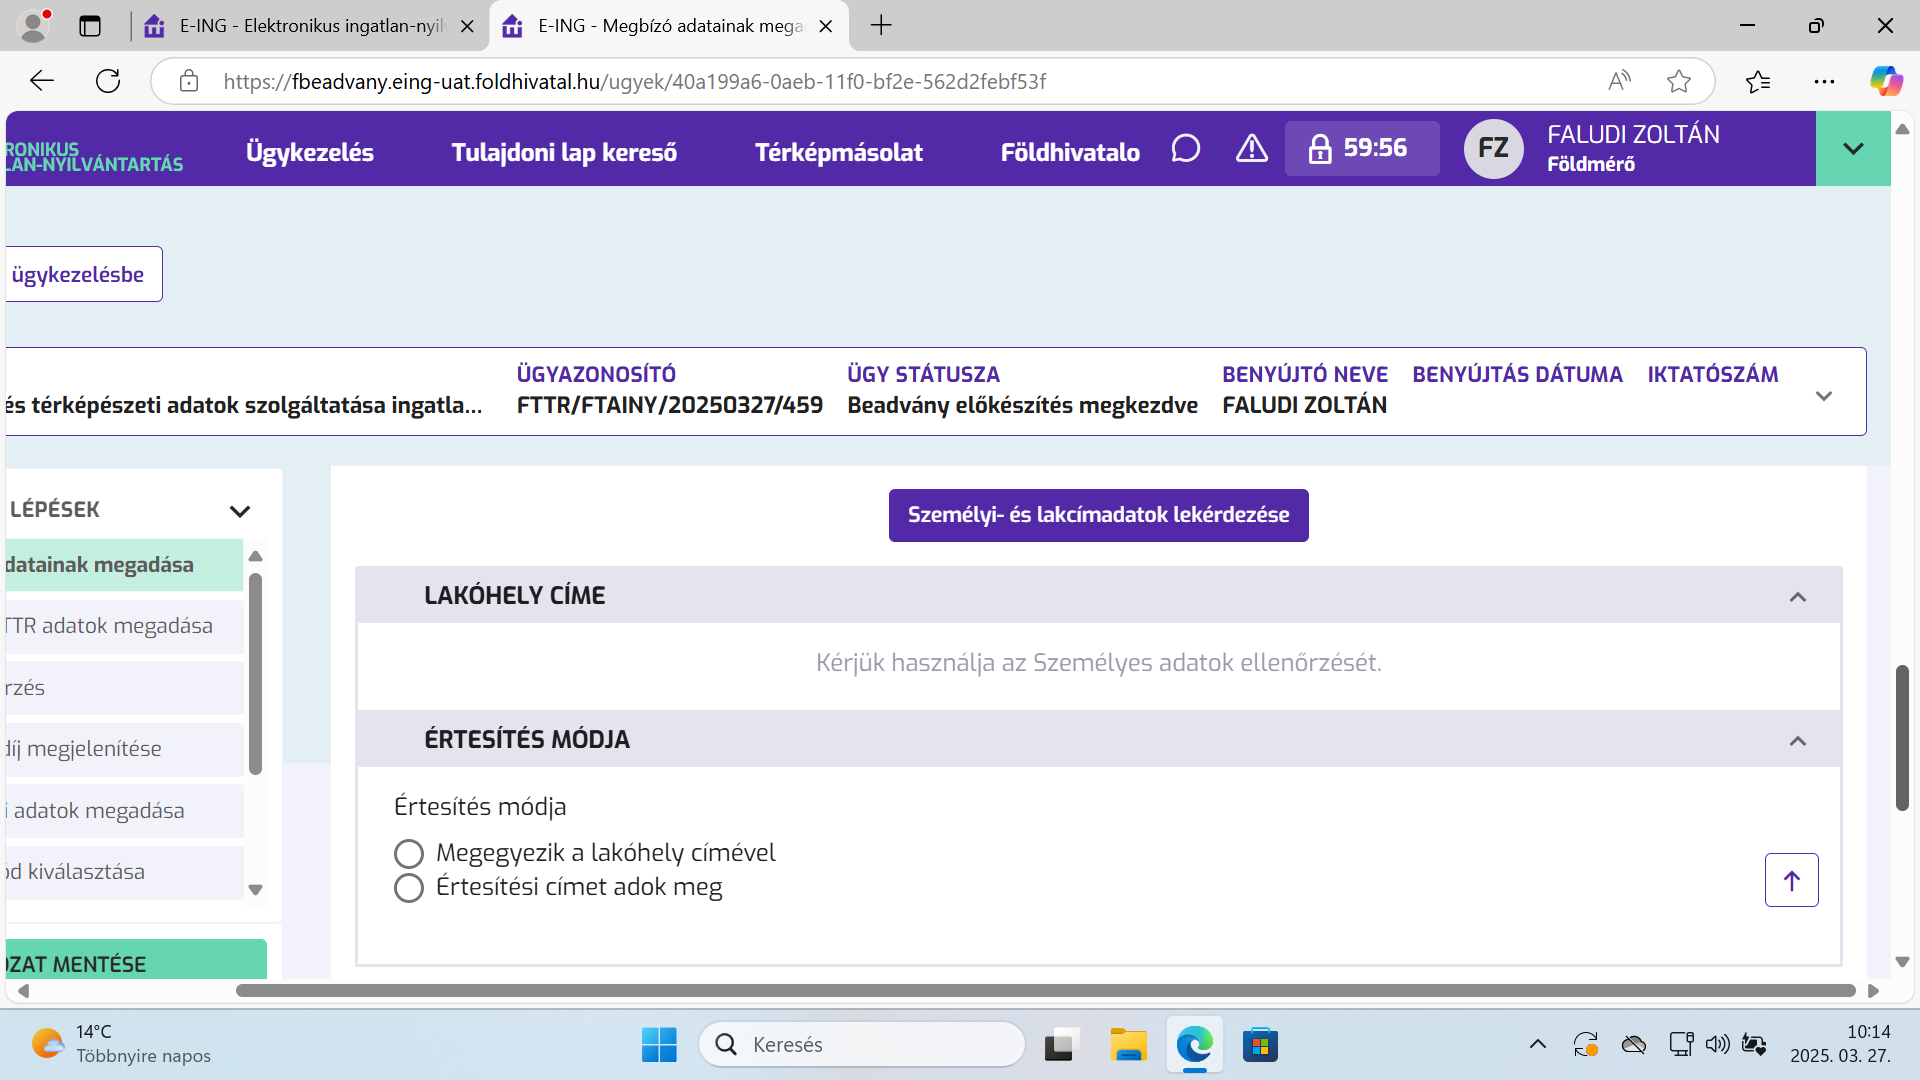 E-ING - Elektronikus ingatlan-nyil
E-ING - Megbízó adatainak mega
https://fbeadvany.eing-uat.foldhivatal.hu/ugyek/40a199a6-0aeb-11f0-bf2e-562d2febf53f
RONIKUS
LAN-NYILVÁNTARTÁS
Ügykezelés
Tulajdoni lap kereső
Térképmásolat
Földhivatalo
59:56
FZ
FALUDI ZOLTÁN
Földmérő
ügykezelésbe
ÜGYAZONOSÍTÓ
ÜGY STÁTUSZA
BENYÚJTÓ NEVE
BENYÚJTÁS DÁTUMA
IKTATÓSZÁM
és térképészeti adatok szolgáltatása ingatla...
FTTR/FTAINY/20250327/459
Beadvány előkészítés megkezdve
FALUDI ZOLTÁN
LÉPÉSEK
datainak megadása
TTR adatok megadása
rzés
díj megjelenítése
i adatok megadása
ód kiválasztása
OZAT MENTÉSE
Személyi- és lakcímadatok lekérdezése
LAKÓHELY CÍME
Kérjük használja az Személyes adatok ellenőrzését.
ÉRTESÍTÉS MÓDJA
Értesítés módja
Megegyezik a lakóhely címével
Értesítési címet adok meg
14°C
Többnyire napos
Keresés
10:14
2025. 03. 27.